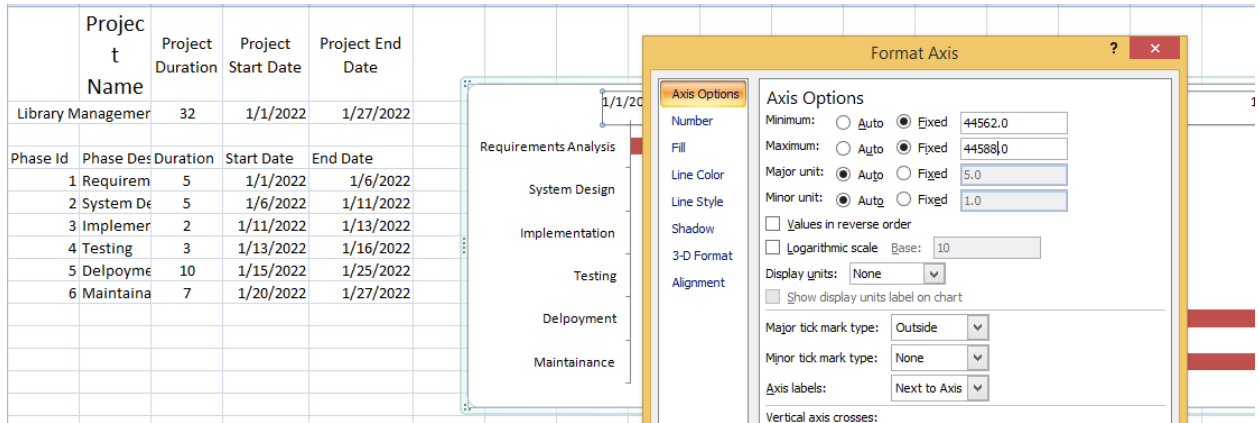 Projec
t
Name
Project
Duration
Project
Start Date
Project End
Date
Library Managemer 32 1/1/2022 1/27/2022
Phase Id Phase Des Duration Start Date End Date
1 Requirem 5 1/1/2022 1/6/2022
2 System De 5 1/6/2022 1/11/2022
3 Implemer 2 1/11/2022 1/13/2022
4 Testing 3 1/13/2022 1/16/2022
5 Delpoyme 10 1/15/2022 1/25/2022
6 Maintaina 7 1/20/2022 1/27/2022
1/1/20
1
Requirements Analysis
System Design
Implementation
Testing
Delpoyment
Maintainance
Format Axis
?
Axis Options
Number
Fill
Line Color
Line Style
Shadow
3-D Format
Alignment
Axis Options
Minimum: Auto Fixed 44562.0
Maximum: Auto Fixed 44588.0
Major unit: Auto Fixed 5.0
Minor unit: Auto Fixed 1.0
Values in reverse order
Logarithmic scale Base: 10
Display units: None
Show display units label on chart
Major tick mark type: Outside
Minor tick mark type: None
Axis labels: Next to Axis
Vertical axis crosses: